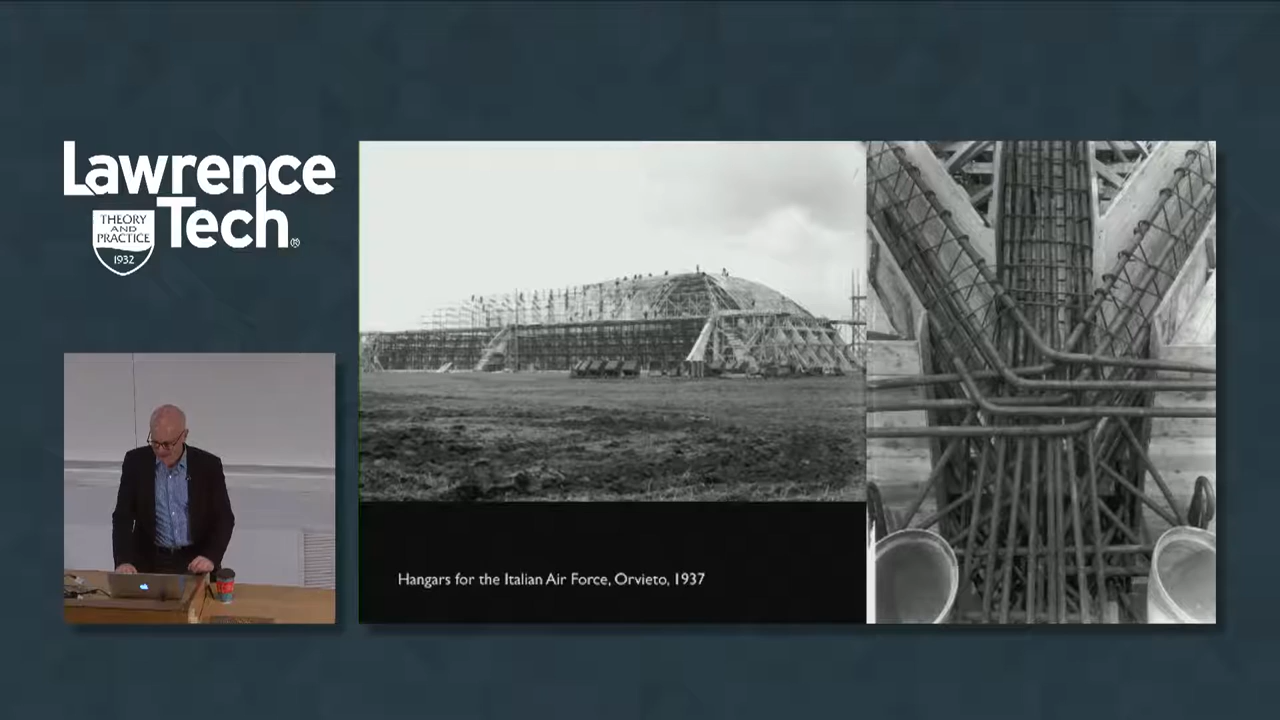 Lawrence
Tech®
THEORY
AND
PRACTICE
1932
Hangars for the Italian Air Force, Orvieto, 1937